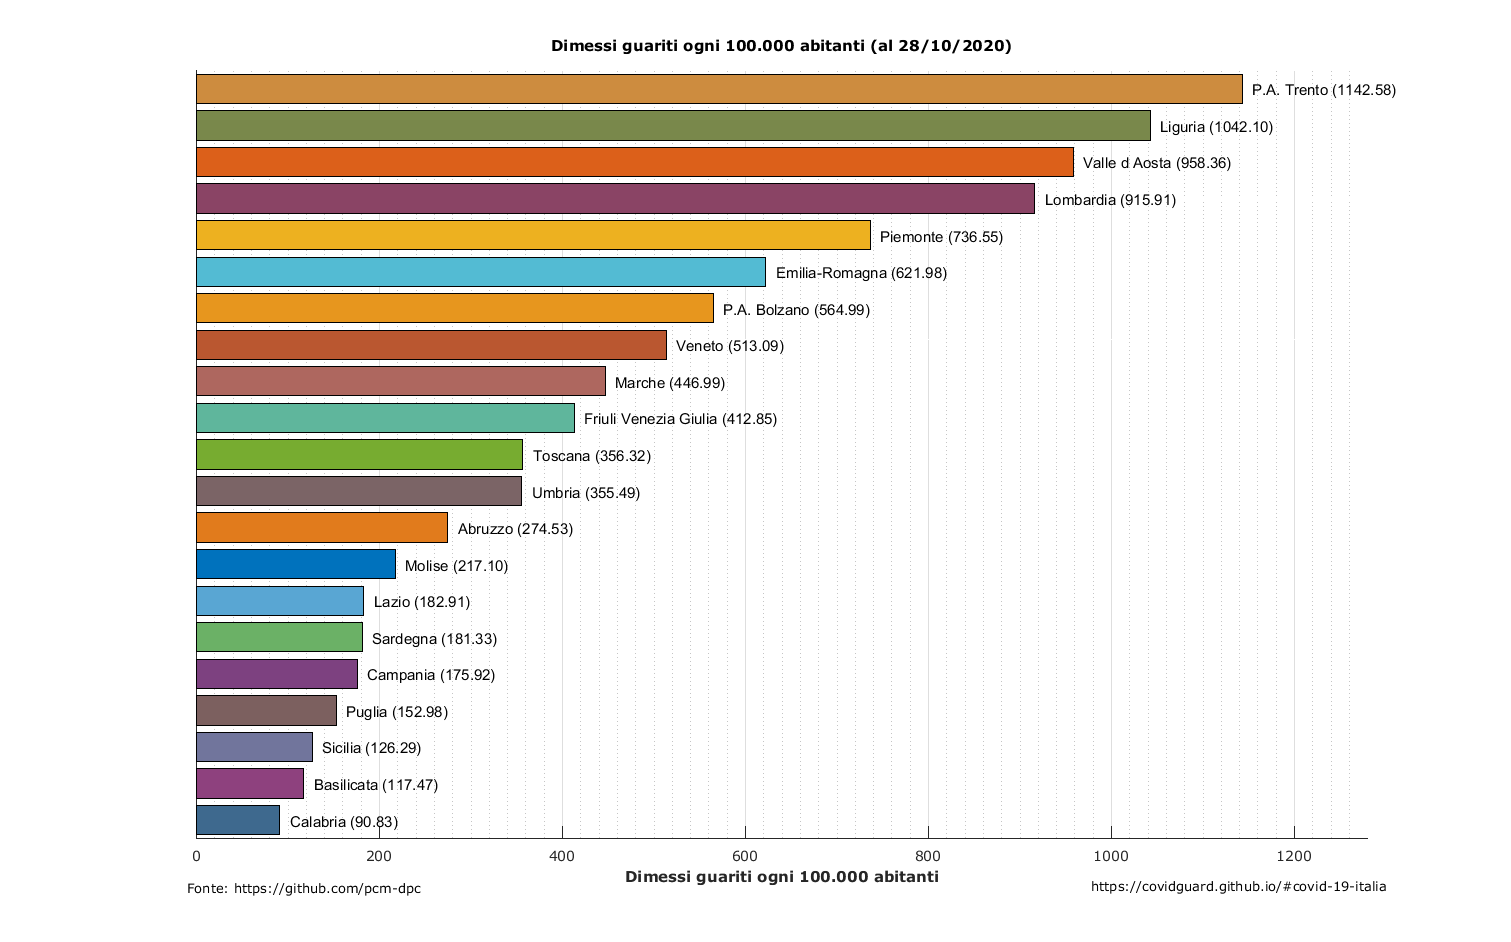 Dimessi guariti ogni 100.000 abitanti (al 28/10/2020)
P.A. Trento (1142.58)
Liguria (1042.10)
Valle d Aosta (958.36)
Lombardia (915.91)
Piemonte (736.55)
Emilia-Romagna (621.98)
P.A. Bolzano (564.99)
Veneto (513.09)
Marche (446.99)
Friuli Venezia Giulia (412.85)
Toscana (356.32)
Umbria (355.49)
Abruzzo (274.53)
Molise (217.10)
Lazio (182.91)
Sardegna (181.33)
Campania (175.92)
Puglia (152.98)
Sicilia (126.29)
Basilicata (117.47)
Calabria (90.83)
0 200 400 600 800 1000 1200
Dimessi guariti ogni 100.000 abitanti
Fonte: https://github.com/pcm-dpc
https://covidguard.github.io/#covid-19-italia